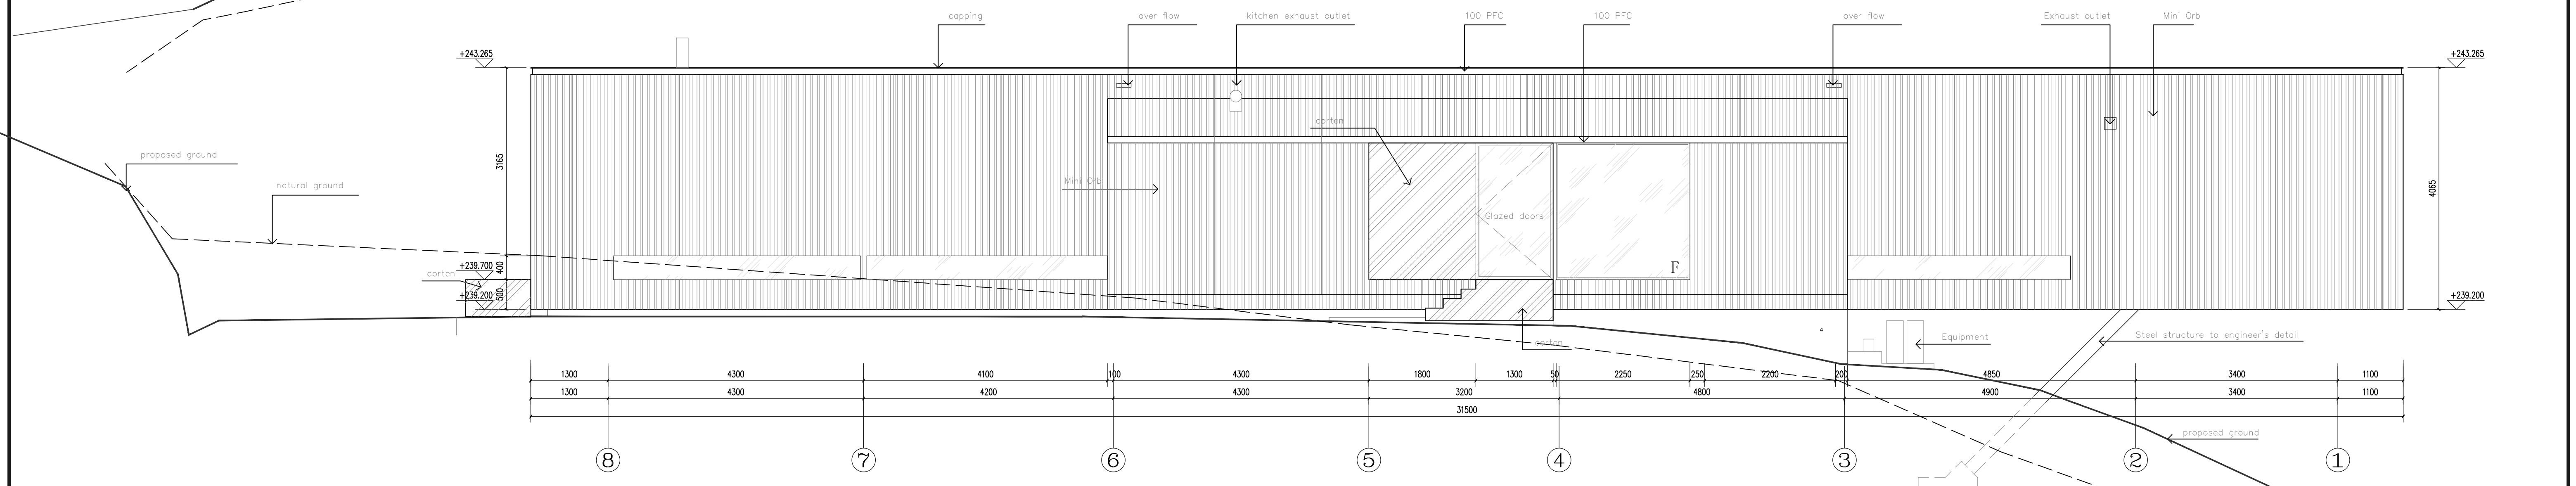 capping
over flow
kitchen exhaust outlet
100 PFC
100 PFC
over flow
Exhaust outlet
Mini Orb
+243.265
+243.265
corten
proposed ground
3165
natural ground
Mini Orb
4065
Glazed doors
F
+239.700
400
corten
+239.200
500
+239.200
corten
Equipment
Steel structure to engineer's detail
1300 4300 4100 100 4300 1800 1300 50 2250 250 2200 200 4850 3400 1100
1300 4300 4200 4300 3200 4800 4900 3400 1100
31500
proposed ground
8 7 6 5 4 3 2 1